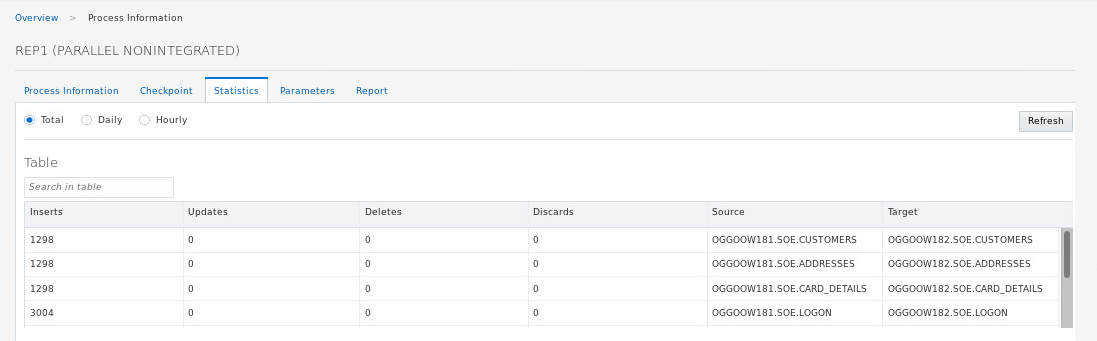 Overview > Process Information
REP1 (PARALLEL NONINTEGRATED)
Process Information Checkpoint Statistics Parameters Report
Total Daily Hourly Refresh
Table
Search in table
Inserts Updates Deletes Discards Source Target
1298 0 0 0 OGGOOW181.SOE.CUSTOMERS OGGOOW182.SOE.CUSTOMERS
1298 0 0 0 OGGOOW181.SOE.ADDRESSES OGGOOW182.SOE.ADDRESSES
1298 0 0 0 OGGOOW181.SOE.CARD_DETAILS OGGOOW182.SOE.CARD_DETAILS
3004 0 0 0 OGGOOW181.SOE.LOGON OGGOOW182.SOE.LOGON